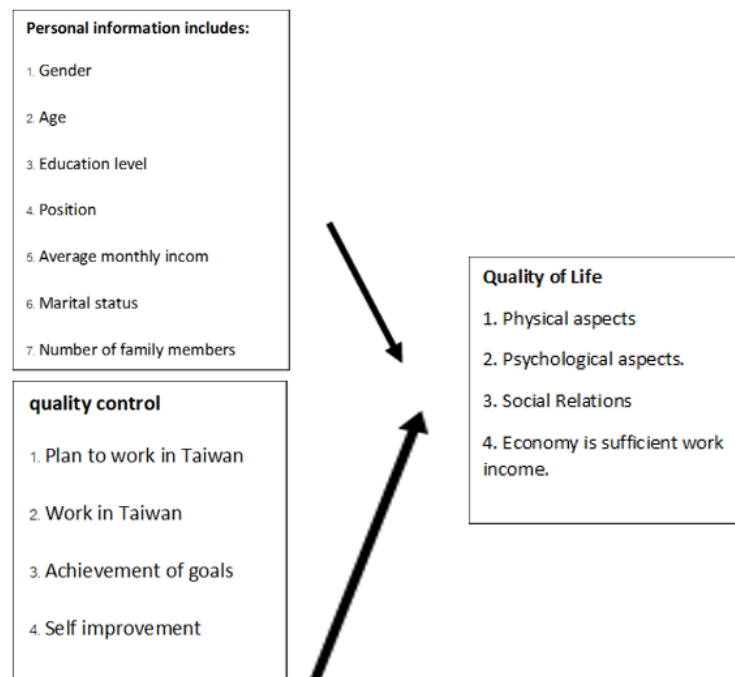 Personal information includes:
1. Gender
2. Age
3. Education level
4. Position
5. Average monthly incom
6. Marital status
7. Number of family members
quality control
1. Plan to work in Taiwan
2. Work in Taiwan
3. Achievement of goals
4. Self improvement
Quality of Life
1. Physical aspects
2. Psychological aspects.
3. Social Relations
4. Economy is sufficient work
income.